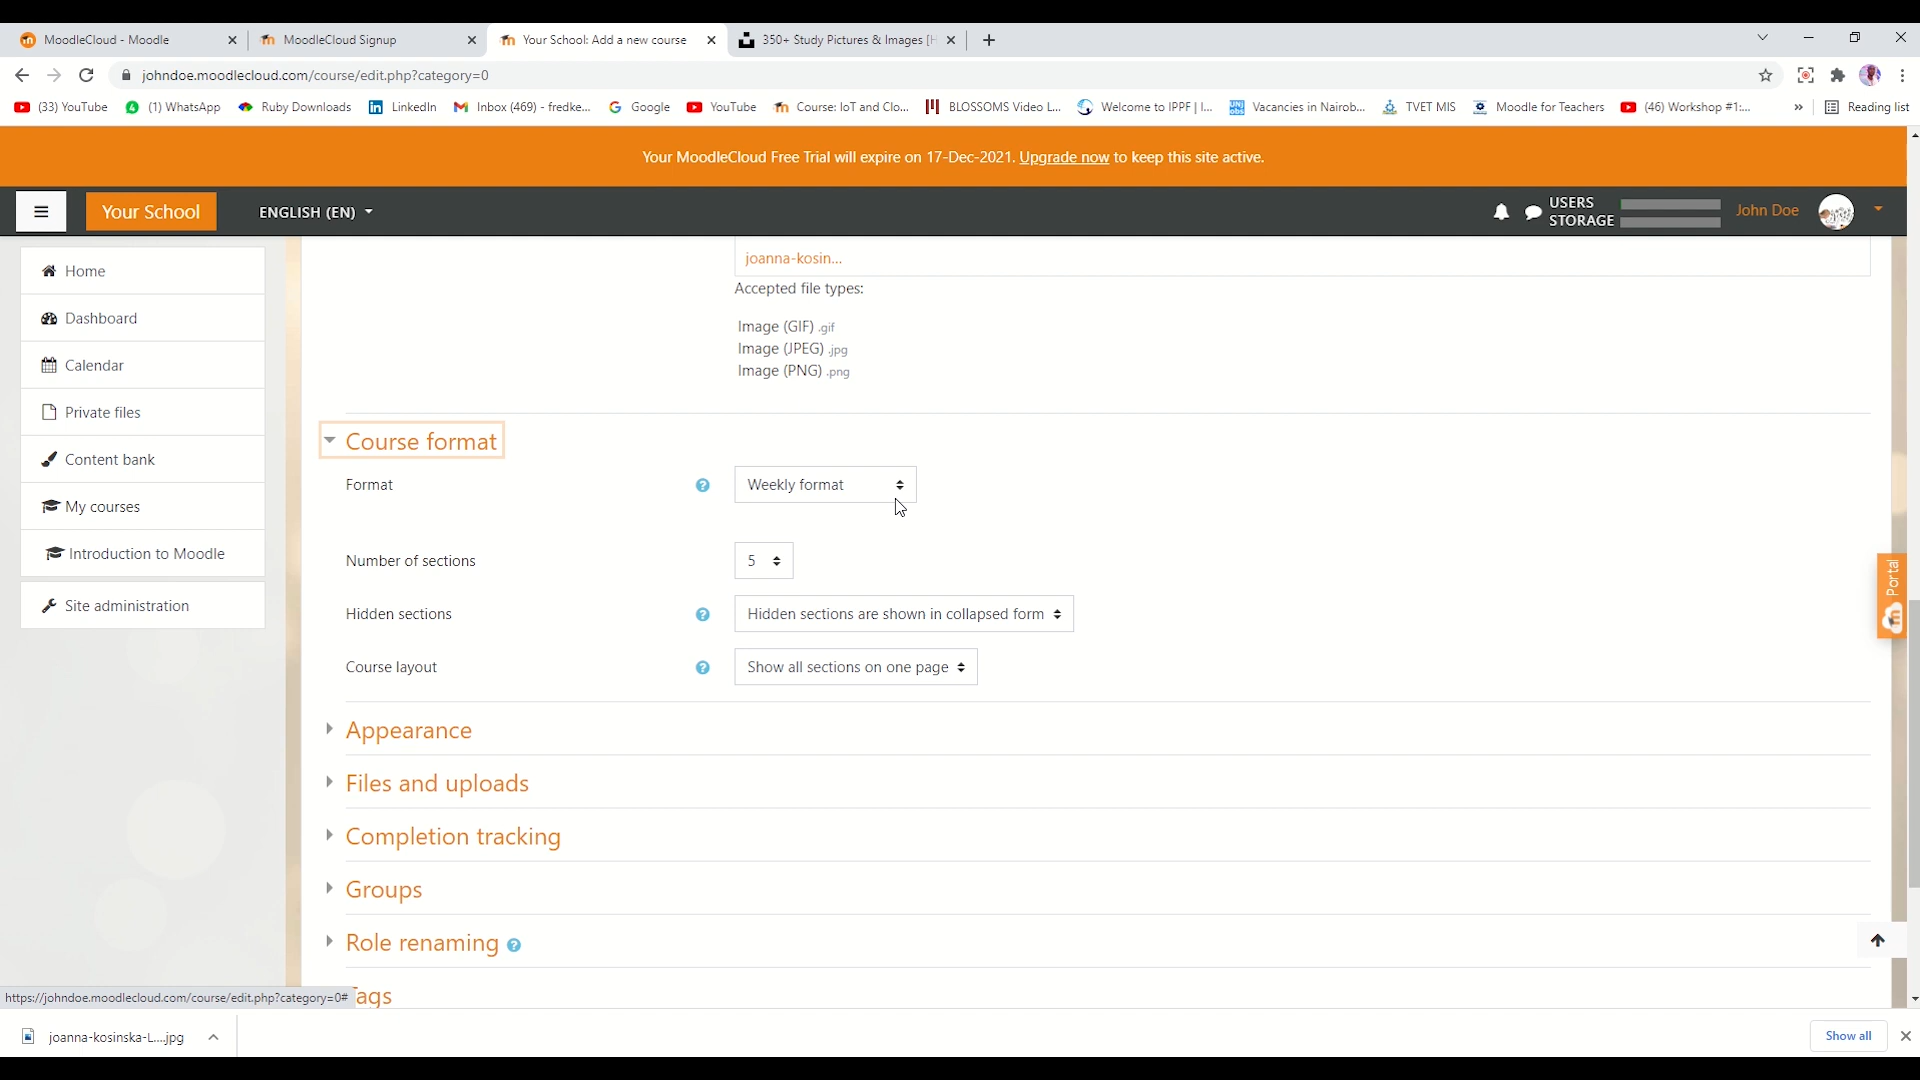 MoodleCloud - Moodle
MoodleCloud Signup
Your School: Add a new course
350+ Study Pictures & Images [H
johndoe.moodlecloud.com/course/edit.php?category=0
(33) YouTube
(1) WhatsApp
Ruby Downloads
LinkedIn
Inbox (469) - fredke...
Google
YouTube
Course: IoT and Clo...
BLOSSOMS Video L...
Welcome to IPPF | I...
Vacancies in Nairob...
TVET MIS
Moodle for Teachers
(46) Workshop #1:...
»
Reading list
Your MoodleCloud Free Trial will expire on 17-Dec-2021. Upgrade now to keep this site active.
Your School
ENGLISH (EN)
USERS
STORAGE
John Doe
Home
Dashboard
Calendar
Private files
Content bank
My courses
Introduction to Moodle
Site administration
joanna-kosin...
Accepted file types:
Image (GIF) .gif
Image (JPEG) .jpg
Image (PNG) .png
Course format
Format
Weekly format
Number of sections
5
Hidden sections
Hidden sections are shown in collapsed form
Course layout
Show all sections on one page
Appearance
Files and uploads
Completion tracking
Groups
Role renaming
Tags
Portal
https://johndoe.moodlecloud.com/course/edit.php?category=0#
joanna-kosinska-L....jpg
Show all